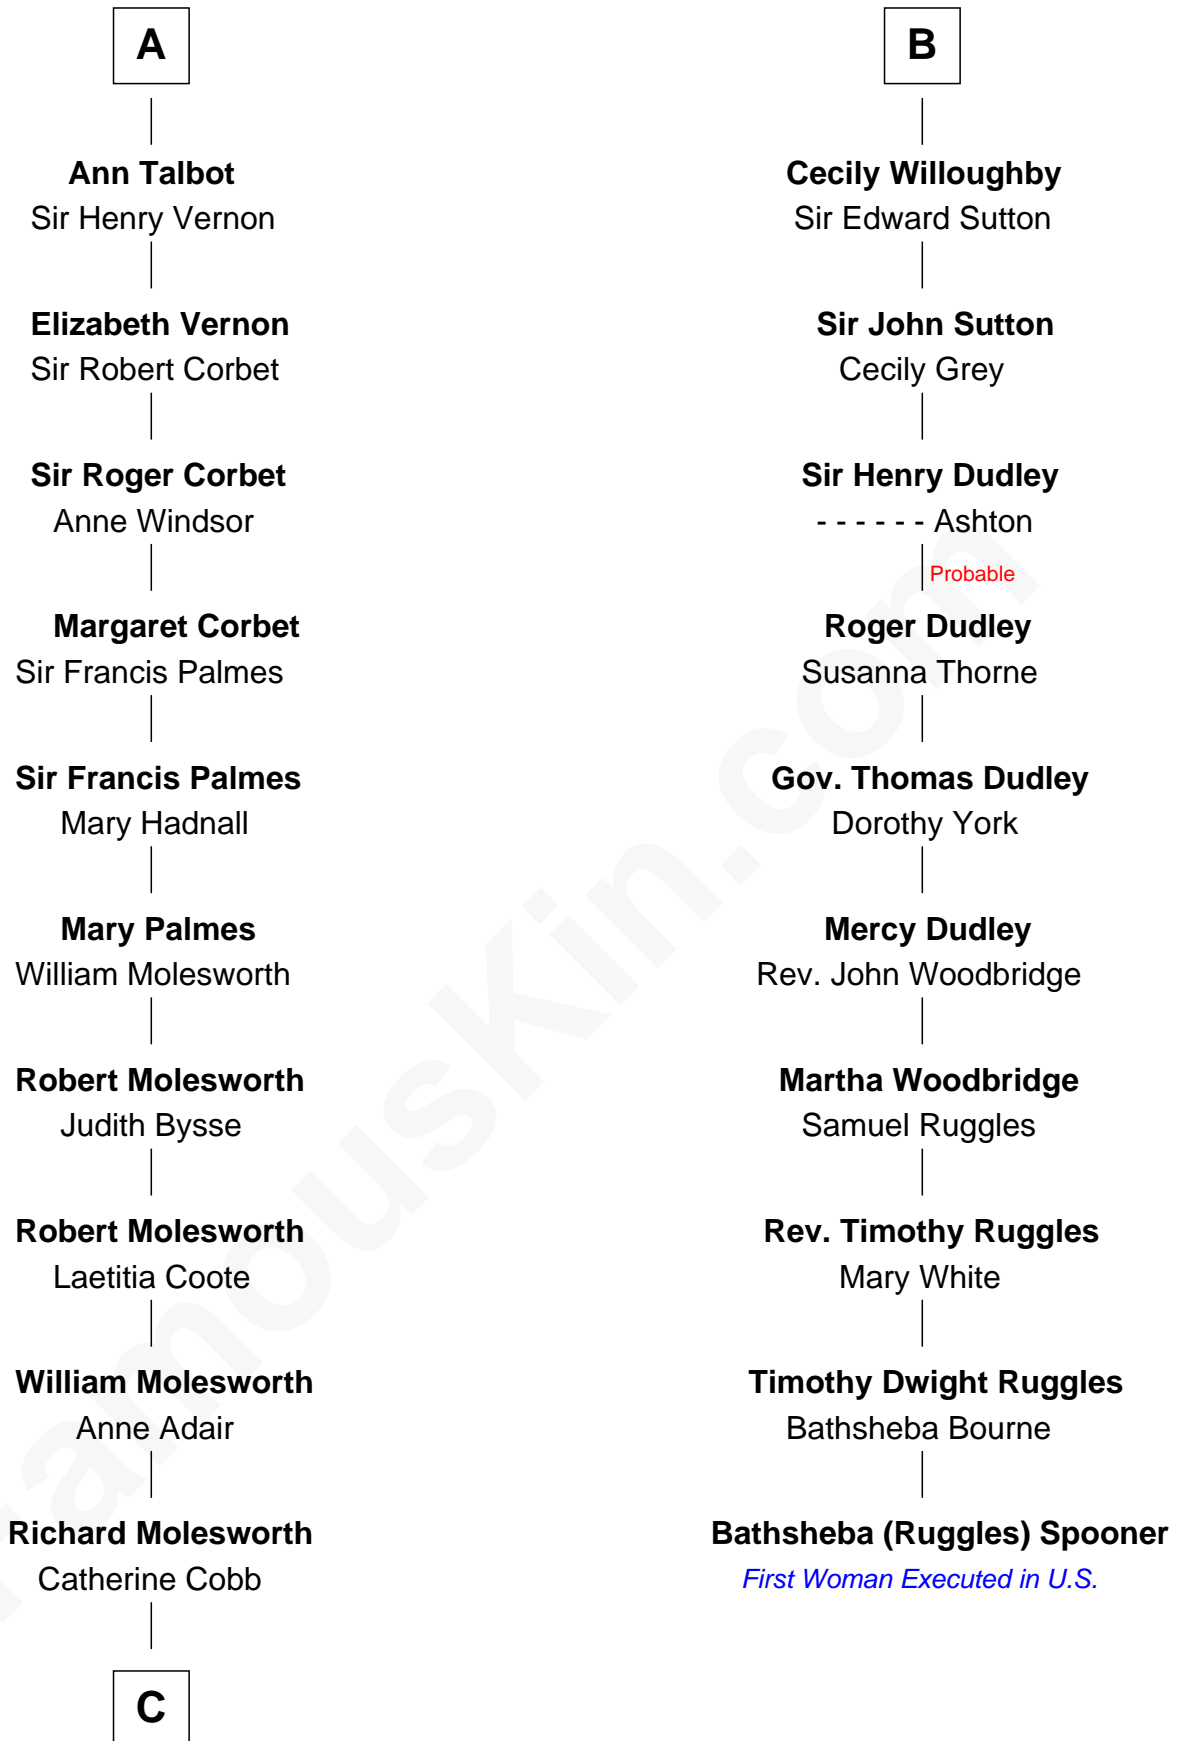 A
Ann Talbot
Sir Henry Vernon
Elizabeth Vernon
Sir Robert Corbet
Sir Roger Corbet
Anne Windsor
Margaret Corbet
Sir Francis Palmes
Sir Francis Palmes
Mary Hadnall
Mary Palmes
William Molesworth
Robert Molesworth
Judith Bysse
Robert Molesworth
Laetitia Coote
William Molesworth
Anne Adair
Richard Molesworth
Catherine Cobb
C
B
Cecily Willoughby
Sir Edward Sutton
Sir John Sutton
Cecily Grey
Sir Henry Dudley
- - - - - - Ashton
Probable
Roger Dudley
Susanna Thorne
Gov. Thomas Dudley
Dorothy York
Mercy Dudley
Rev. John Woodbridge
Martha Woodbridge
Samuel Ruggles
Rev. Timothy Ruggles
Mary White
Timothy Dwight Ruggles
Bathsheba Bourne
Bathsheba (Ruggles) Spooner
First Woman Executed in U.S.
FamousKin.com